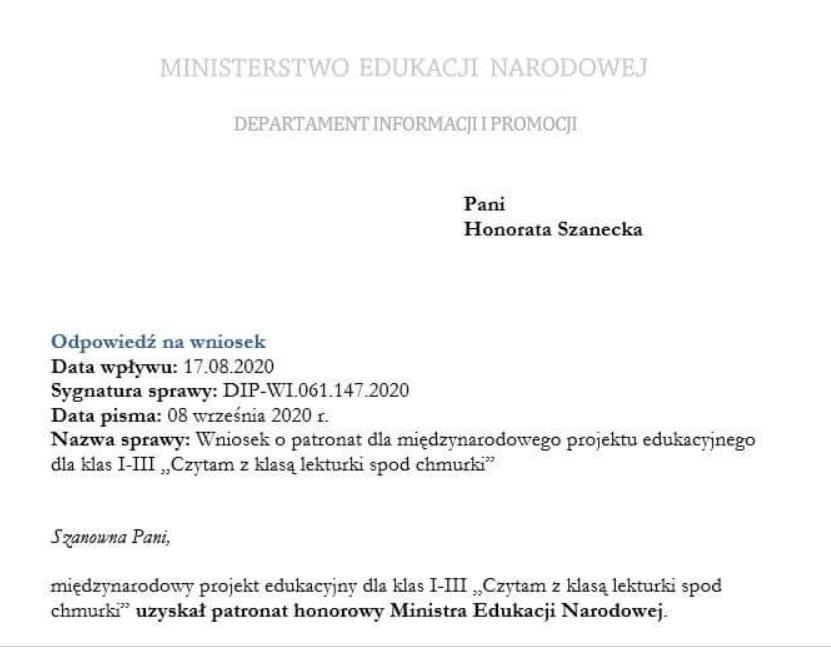 MINISTERSTWO EDUKACJI NARODOWEJ
DEPARTAMENT INFORMACJI I PROMOCJI
Pani
Honorata Szanecka
Odpowiedź na wniosek
Data wpływu: 17.08.2020
Sygnatura sprawy: DIP-WI.061.147.2020
Data pisma: 08 września 2020 r.
Nazwa sprawy: Wniosek o patronat dla międzynarodowego projektu edukacyjnego
dla klas I-III „Czytam z klasą lekturki spod chmurki”
Szanowna Pani,
międzynarodowy projekt edukacyjny dla klas I-III „Czytam z klasą lekturki spod
chmurki” uzyskał patronat honorowy Ministra Edukacji Narodowej.